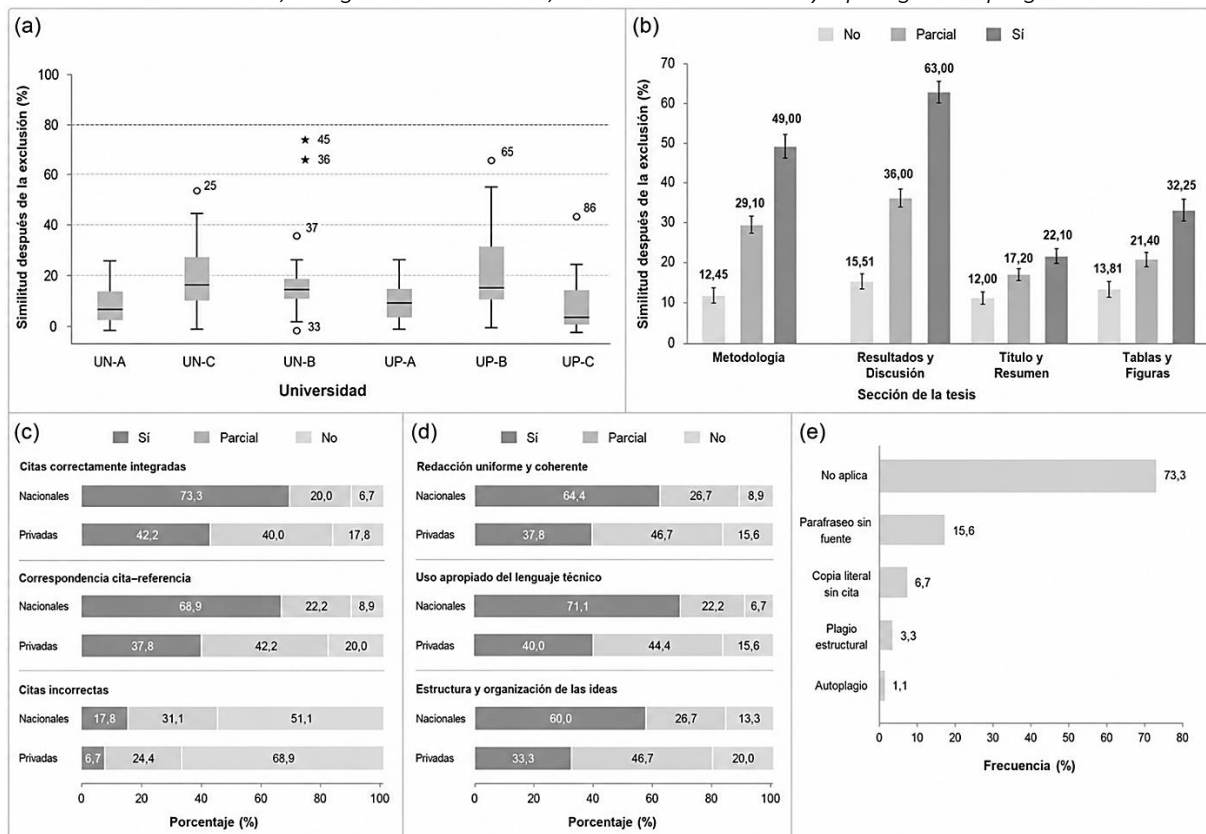 (a)
Similitud después de la exclusión (%)
100
80
60
40
20
0
25
45
36
37
33
65
86
UN-A UN-C UN-B UP-A UP-B UP-C
Universidad
(b)
No Parcial Sí
Similitud después de la exclusión (%)
70
60
50
40
30
20
10
0
12,45 29,10 49,00
15,51 36,00 63,00
12,00 17,20 22,10
13,81 21,40 32,25
Metodología Resultados y Discusión Título y Resumen Tablas y Figuras
Sección de la tesis
(c)
Sí Parcial No
Citas correctamente integradas
Nacionales 73,3 20,0 6,7
Privadas 42,2 40,0 17,8
Correspondencia cita–referencia
Nacionales 68,9 22,2 8,9
Privadas 37,8 42,2 20,0
Citas incorrectas
Nacionales 17,8 31,1 51,1
Privadas 6,7 24,4 68,9
0 20 40 60 80 100
Porcentaje (%)
(d)
Sí Parcial No
Redacción uniforme y coherente
Nacionales 64,4 26,7 8,9
Privadas 37,8 46,7 15,6
Uso apropiado del lenguaje técnico
Nacionales 71,1 22,2 6,7
Privadas 40,0 44,4 15,6
Estructura y organización de las ideas
Nacionales 60,0 26,7 13,3
Privadas 33,3 46,7 20,0
0 20 40 60 80 100
Porcentaje (%)
(e)
No aplica 73,3
Parafraseo sin
fuente 15,6
Copia literal
sin cita 6,7
Plagio
estructural 3,3
Autoplagio 1,1
0 10 20 30 40 50 60 70 80
Frecuencia (%)